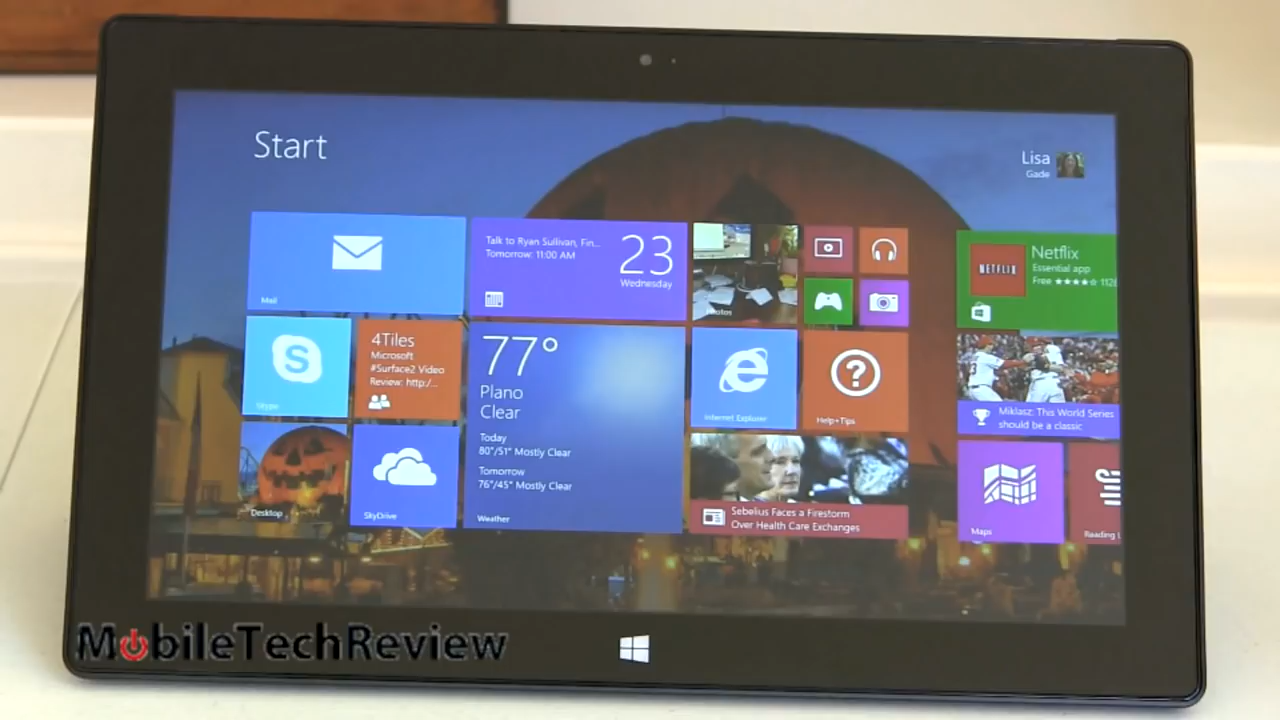 Start
Lisa
Gade
Mail
Talk to Ryan Sullivan, Fin...
Tomorrow: 11:00 AM
23
Wednesday
Photos
NETFLIX
Netflix
Essential app
Free
Skype
4Tiles
Microsoft
#Surface2 Video
Review: http:/...
77°
Plano
Clear
Today
80°/51° Mostly Clear
Tomorrow
76°/45° Mostly Clear
Weather
Internet Explorer
Help+Tips
Miklasz: This World Series
should be a classic
Desktop
SkyDrive
Sebelius Faces a Firestorm
Over Health Care Exchanges
Maps
Reading L
MobileTechReview